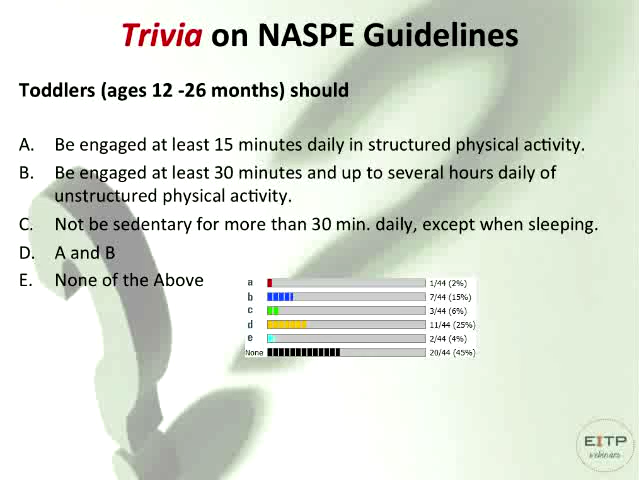 Trivia on NASPE Guidelines
Toddlers (ages 12 -26 months) should
A. Be engaged at least 15 minutes daily in structured physical activity.
B. Be engaged at least 30 minutes and up to several hours daily of
unstructured physical activity.
C. Not be sedentary for more than 30 min. daily, except when sleeping.
D. A and B
E. None of the Above
a 1/44 (2%)
b 7/44 (15%)
c 3/44 (6%)
d 11/44 (25%)
e 2/44 (4%)
None 20/44 (45%)
EITP
webinars